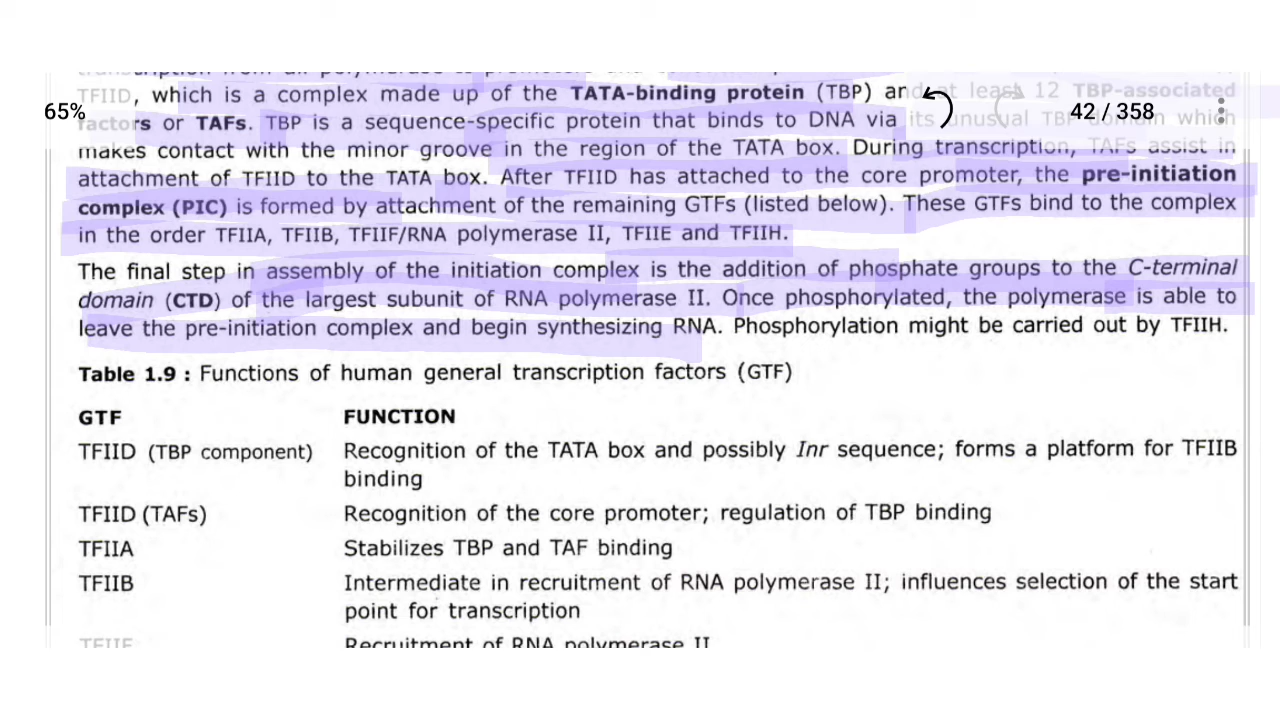 TFIID, which is a complex made up of the TATA-binding protein (TBP) and at least 12 TBP-associated
65%
42 / 358
factors or TAFs. TBP is a sequence-specific protein that binds to DNA via its unusual TBP domain which
makes contact with the minor groove in the region of the TATA box. During transcription, TAFs assist in
attachment of TFIID to the TATA box. After TFIID has attached to the core promoter, the pre-initiation
complex (PIC) is formed by attachment of the remaining GTFs (listed below). These GTFs bind to the complex
in the order TFIIA, TFIIB, TFIIF/RNA polymerase II, TFIIE and TFIIH.
The final step in assembly of the initiation complex is the addition of phosphate groups to the C-terminal
domain (CTD) of the largest subunit of RNA polymerase II. Once phosphorylated, the polymerase is able to
leave the pre-initiation complex and begin synthesizing RNA. Phosphorylation might be carried out by TFIIH.
Table 1.9 : Functions of human general transcription factors (GTF)
GTF FUNCTION
TFIID (TBP component) Recognition of the TATA box and possibly Inr sequence; forms a platform for TFIIB
binding
TFIID (TAFs) Recognition of the core promoter; regulation of TBP binding
TFIIA Stabilizes TBP and TAF binding
TFIIB Intermediate in recruitment of RNA polymerase II; influences selection of the start
point for transcription
Recruitment of RNA polymerase II